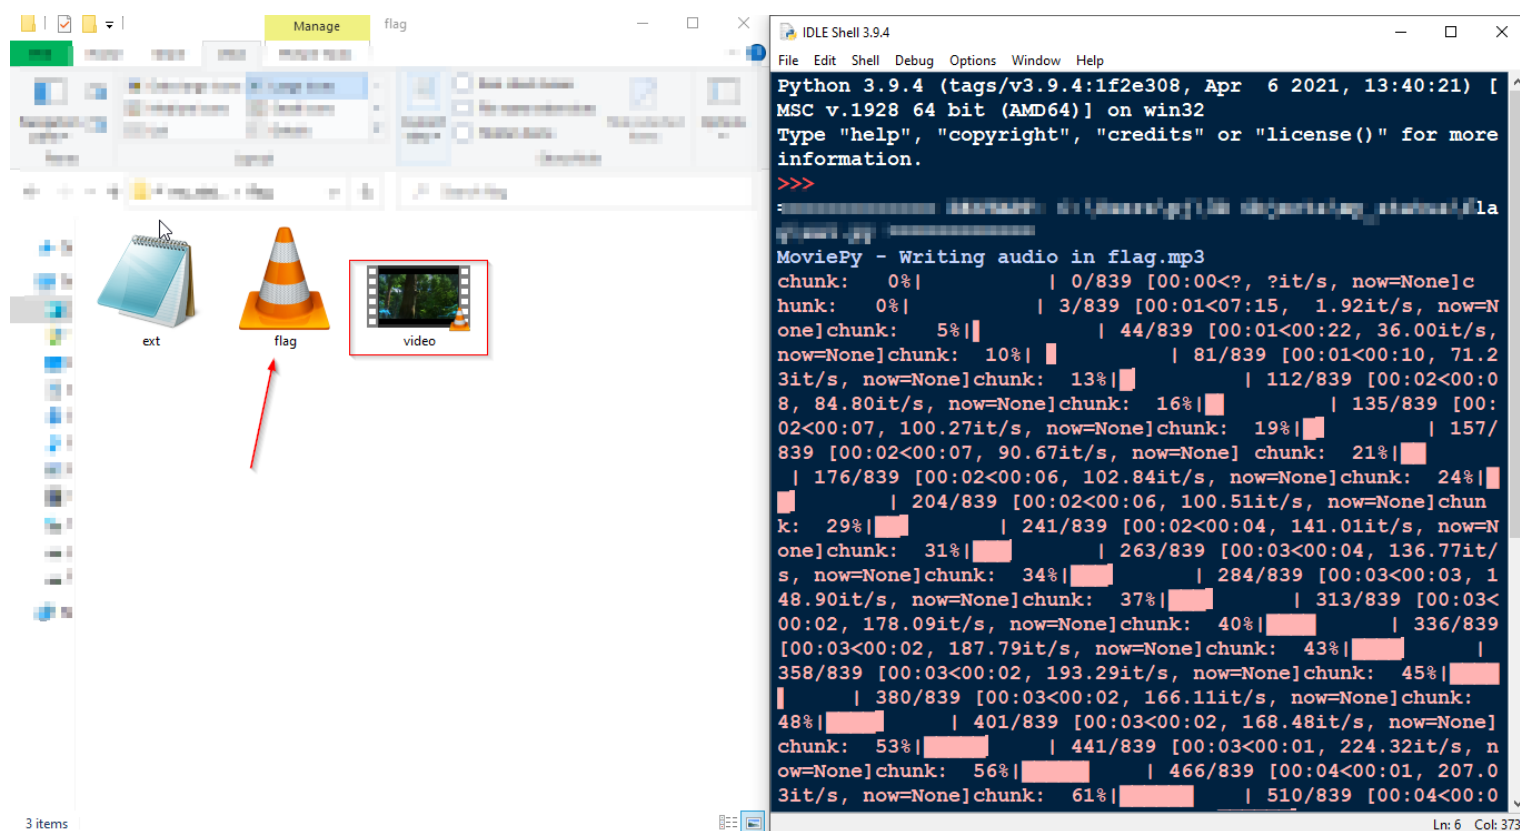 Manage
flag
ext
flag
video
3 items
IDLE Shell 3.9.4
File Edit Shell Debug Options Window Help
Python 3.9.4 (tags/v3.9.4:1f2e308, Apr  6 2021, 13:40:21) [
MSC v.1928 64 bit (AMD64)] on win32
Type "help", "copyright", "credits" or "license()" for more
information.
>>>
la
MoviePy - Writing audio in flag.mp3
chunk:   0%|          | 0/839 [00:00<?, ?it/s, now=None]c
hunk:   0%|          | 3/839 [00:01<07:15,  1.92it/s, now=N
one]chunk:   5%|          | 44/839 [00:01<00:22, 36.00it/s,
now=None]chunk:  10%|          | 81/839 [00:01<00:10, 71.2
3it/s, now=None]chunk:  13%|          | 112/839 [00:02<00:0
8, 84.80it/s, now=None]chunk:  16%|          | 135/839 [00:
02<00:07, 100.27it/s, now=None]chunk:  19%|          | 157/
839 [00:02<00:07, 90.67it/s, now=None] chunk:  21%|
| 176/839 [00:02<00:06, 102.84it/s, now=None]chunk:  24%|
| 204/839 [00:02<00:06, 100.51it/s, now=None]chun
k:  29%|          | 241/839 [00:02<00:04, 141.01it/s, now=N
one]chunk:  31%|          | 263/839 [00:03<00:04, 136.77it/
s, now=None]chunk:  34%|          | 284/839 [00:03<00:03, 1
48.90it/s, now=None]chunk:  37%|          | 313/839 [00:03<
00:02, 178.09it/s, now=None]chunk:  40%|          | 336/839
[00:03<00:02, 187.79it/s, now=None]chunk:  43%|          |
358/839 [00:03<00:02, 193.29it/s, now=None]chunk:  45%|
| 380/839 [00:03<00:02, 166.11it/s, now=None]chunk:
48%|          | 401/839 [00:03<00:02, 168.48it/s, now=None]
chunk:  53%|          | 441/839 [00:03<00:01, 224.32it/s, n
ow=None]chunk:  56%|          | 466/839 [00:04<00:01, 207.0
3it/s, now=None]chunk:  61%|          | 510/839 [00:04<00:0
Ln: 6 Col: 373